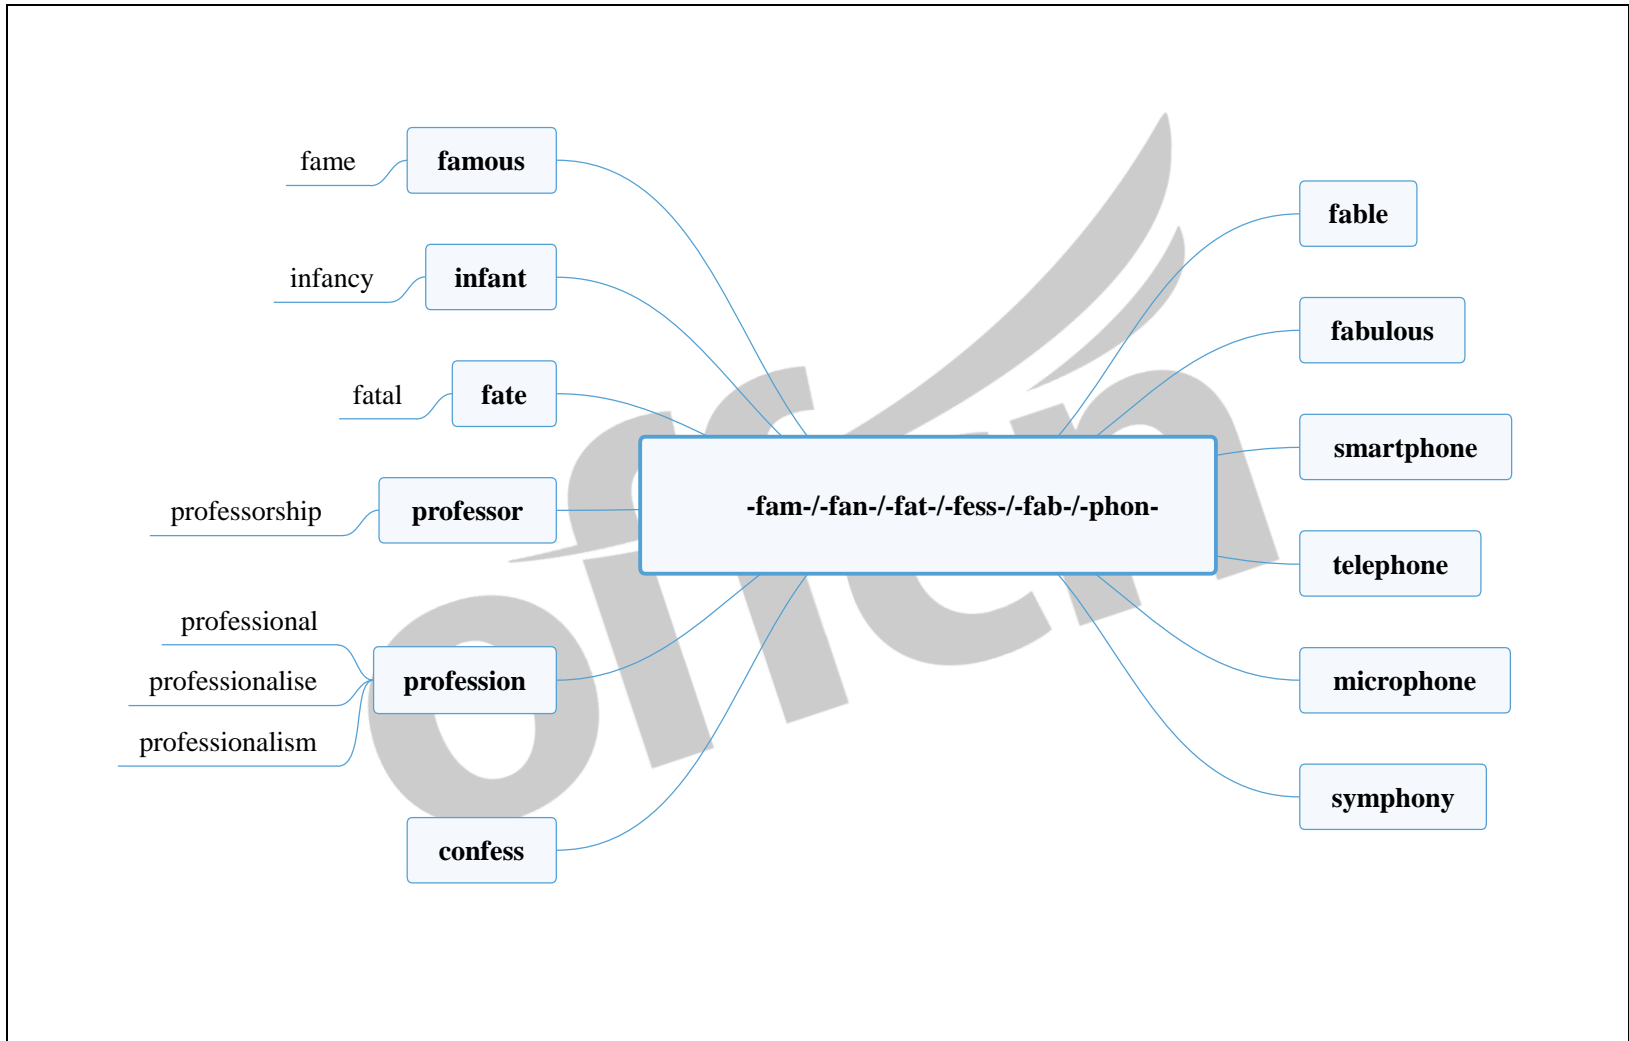 fame
famous
infancy
infant
fatal
fate
professorship
professor
professional
professionalise
professionalism
profession
confess
-fam-/-fan-/-fat-/-fess-/-fab-/-phon-
fable
fabulous
smartphone
telephone
microphone
symphony
offcn